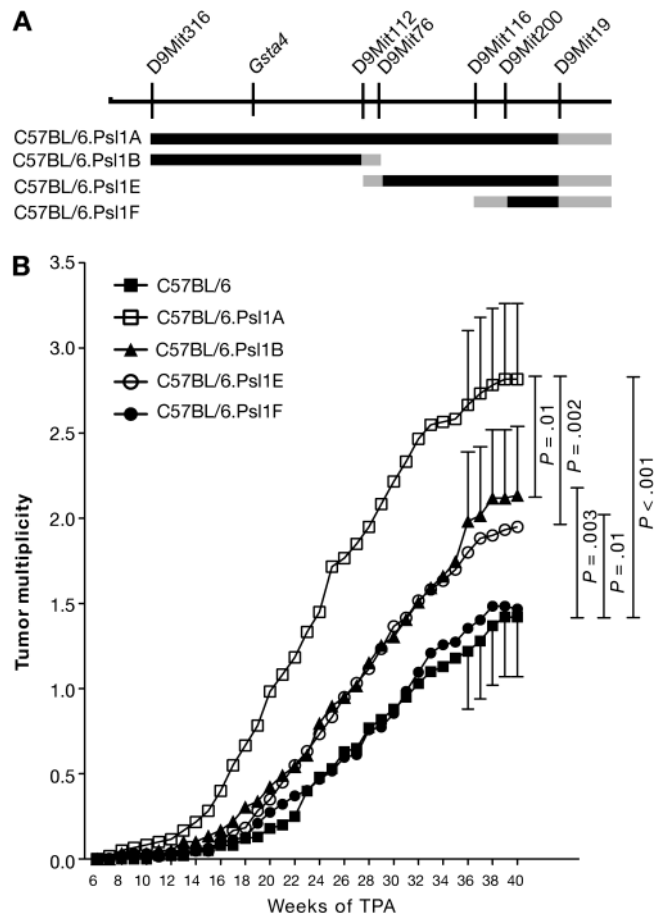 A
D9Mit316
Gsta4
D9Mit112
D9Mit76
D9Mit116
D9Mit200
D9Mit19
C57BL/6.Psl1A
C57BL/6.Psl1B
C57BL/6.Psl1E
C57BL/6.Psl1F
B
3.5
3.0
2.5
2.0
1.5
1.0
0.5
0.0
Tumor multiplicity
C57BL/6
C57BL/6.Psl1A
C57BL/6.Psl1B
C57BL/6.Psl1E
C57BL/6.Psl1F
P = .01
P = .002
P = .003
P = .01
P < .001
6 8 10 12 14 16 18 20 22 24 26 28 30 32 34 36 38 40
Weeks of TPA